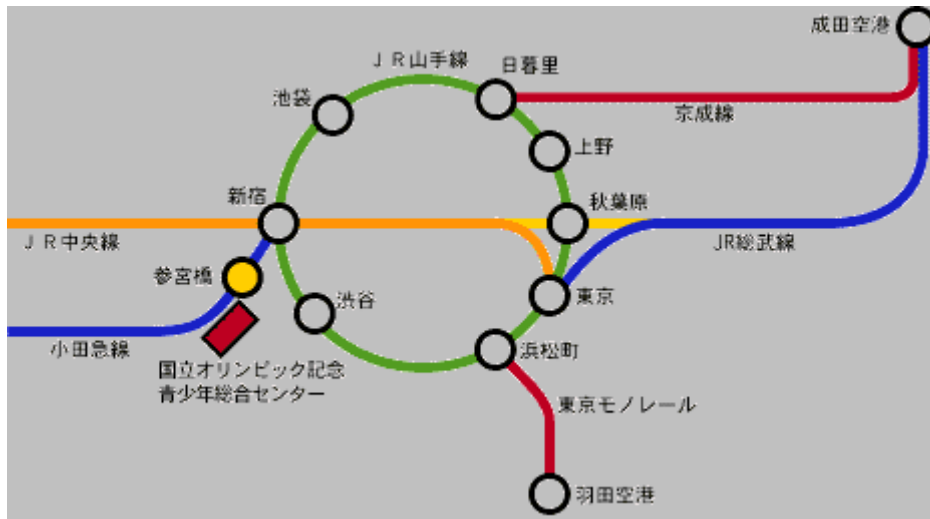 成田空港
ＪＲ山手線
日暮里
池袋
京成線
上野
新宿
秋葉原
ＪＲ中央線
JR総武線
参宮橋
渋谷
東京
小田急線
浜松町
国立オリンピック記念
青少年総合センター
東京モノレール
羽田空港